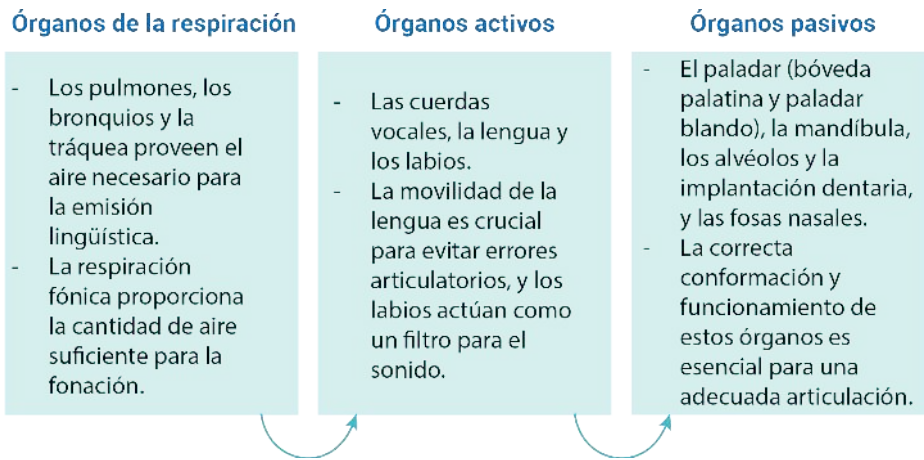 Órganos de la respiración
- Los pulmones, los
bronquios y la
tráquea proveen el
aire necesario para
la emisión
lingüística.
- La respiración
fónica proporciona
la cantidad de aire
suficiente para la
fonación.
Órganos activos
- Las cuerdas
vocales, la lengua y
los labios.
- La movilidad de la
lengua es crucial
para evitar errores
articulatorios, y los
labios actúan como
un filtro para el
sonido.
Órganos pasivos
- El paladar (bóveda
palatina y paladar
blando), la mandíbula,
los alvéolos y la
implantación dentaria,
y las fosas nasales.
- La correcta
conformación y
funcionamiento de
estos órganos es
esencial para una
adecuada articulación.